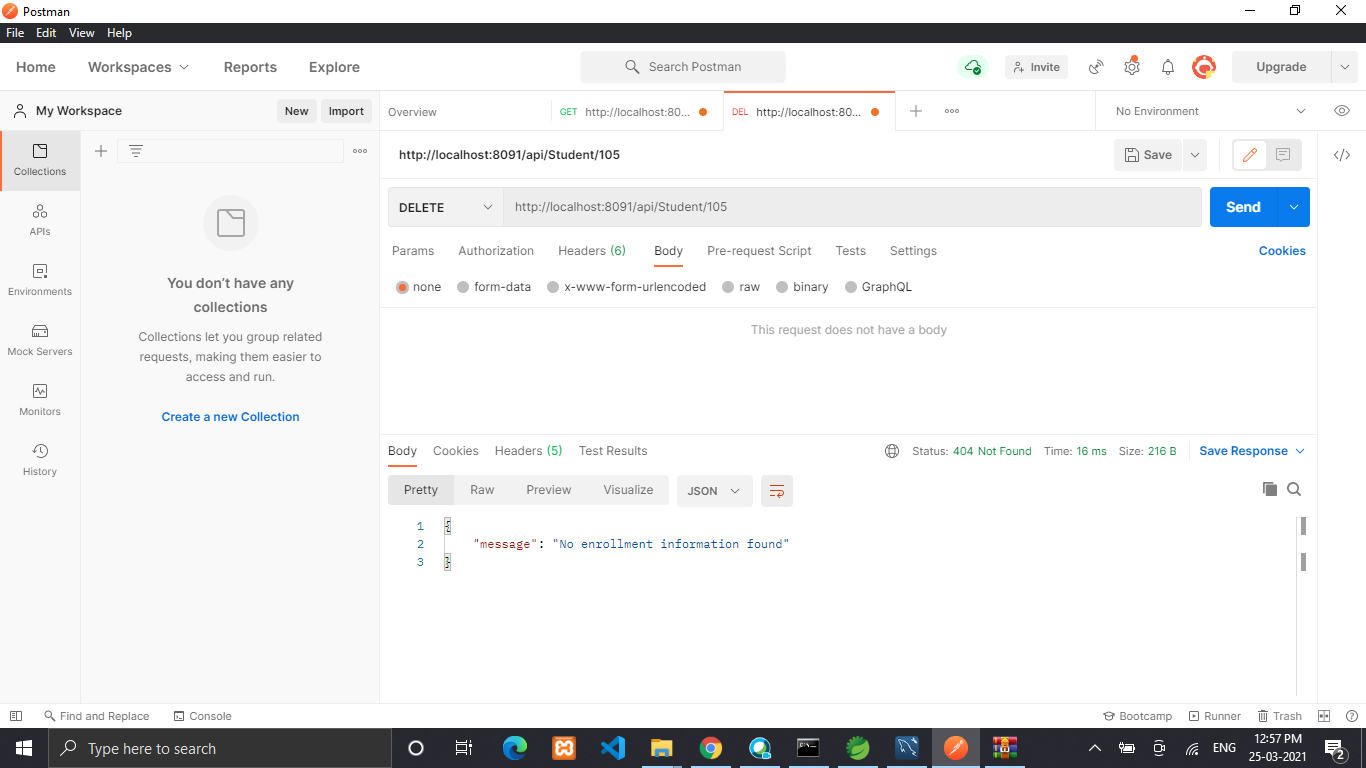 Postman
File Edit View Help
Home Workspaces Reports Explore Search Postman Invite Upgrade
My Workspace New Import Overview GET http://localhost:80... DEL http://localhost:80... No Environment
http://localhost:8091/api/Student/105 Save
Collections
APIs
Environments
Mock Servers
Monitors
History
You don't have any
collections
Collections let you group related
requests, making them easier to
access and run.
Create a new Collection
DELETE http://localhost:8091/api/Student/105 Send
Params Authorization Headers (6) Body Pre-request Script Tests Settings Cookies
none form-data x-www-form-urlencoded raw binary GraphQL
This request does not have a body
Body Cookies Headers (5) Test Results Status: 404 Not Found Time: 16 ms Size: 216 B Save Response
Pretty Raw Preview Visualize JSON
1 {
2 "message": "No enrollment information found"
3 }
Find and Replace Console Bootcamp Runner Trash
Type here to search ENG 12:57 PM
25-03-2021 2